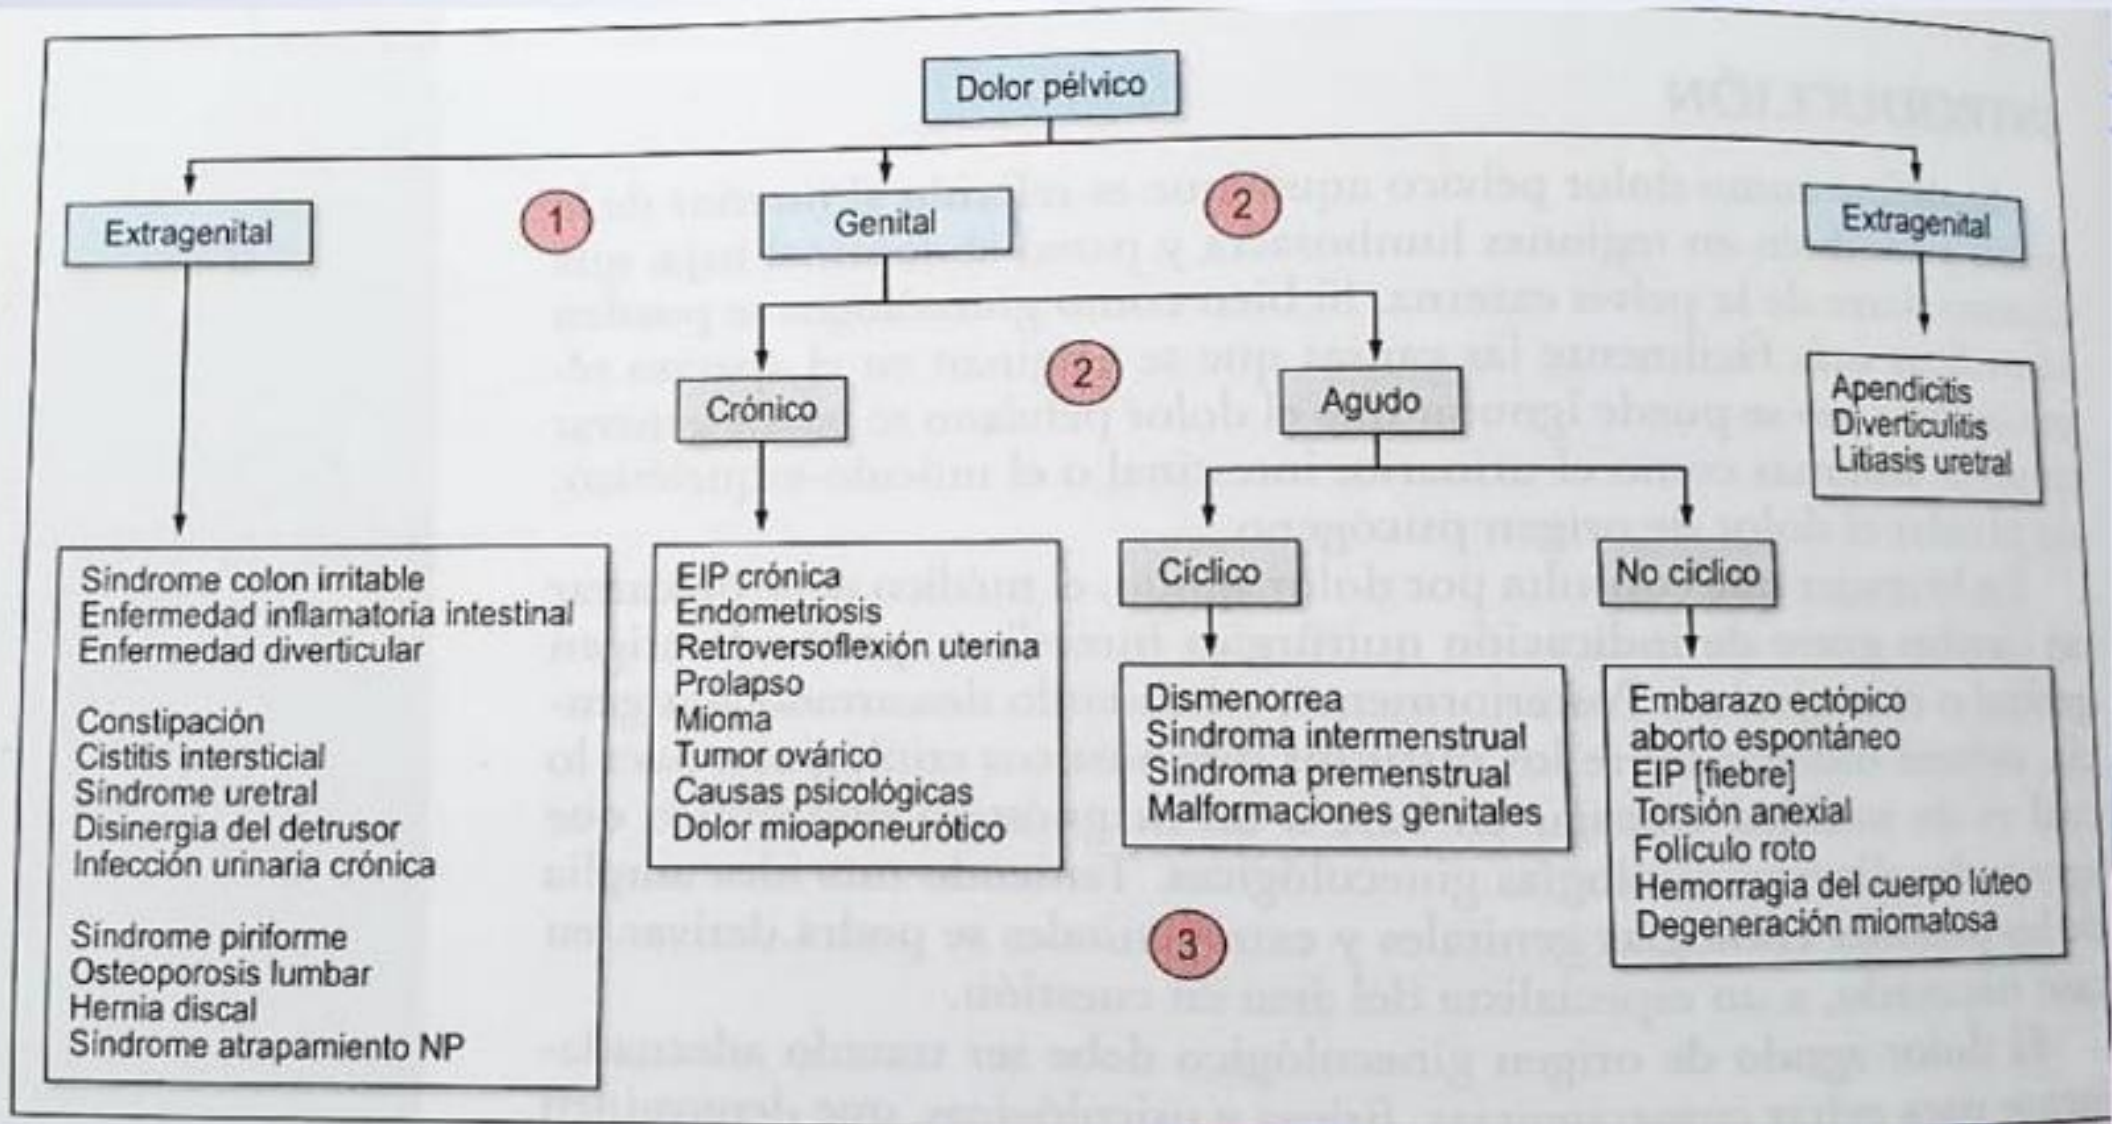 Dolor pélvico
Extragenital
1
Genital
2
Extragenital
Crónico
2
Agudo
Apendicitis
Diverticulitis
Litiasis uretral
Cíclico
No cíclico
Síndrome colon irritable
Enfermedad inflamatoria intestinal
Enfermedad diverticular
Constipación
Cistitis intersticial
Síndrome uretral
Disinergia del detrusor
Infección urinaria crónica
Síndrome piriforme
Osteoporosis lumbar
Hernia discal
Síndrome atrapamiento NP
EIP crónica
Endometriosis
Retroversoflexión uterina
Prolapso
Mioma
Tumor ovárico
Causas psicológicas
Dolor mioaponeurótico
Dismenorrea
Síndroma intermenstrual
Síndroma premenstrual
Malformaciones genitales
Embarazo ectópico
aborto espontáneo
EIP [fiebre]
Torsión anexial
Folículo roto
Hemorragia del cuerpo lúteo
Degeneración miomatosa
3